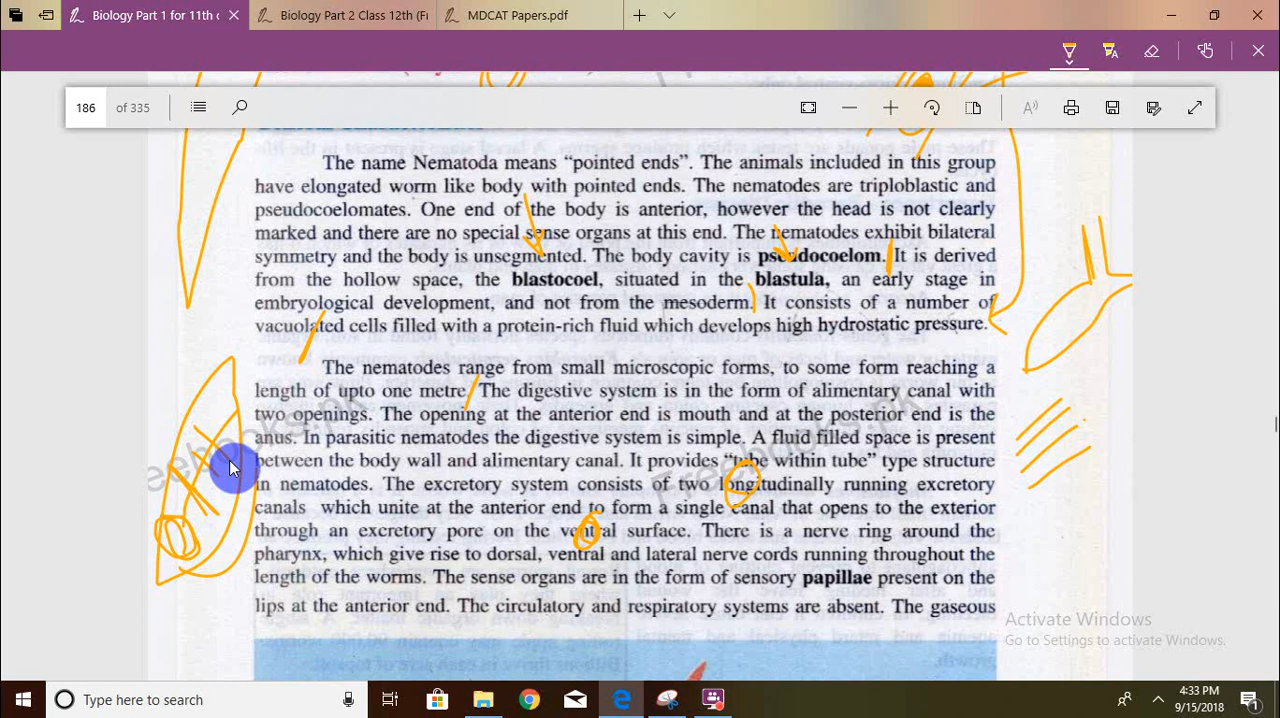 Biology Part 1 for 11th c
Biology Part 2 Class 12th (Fr
MDCAT Papers.pdf
186 of 335
The name Nematoda means “pointed ends”. The animals included in this group
have elongated worm like body with pointed ends. The nematodes are triploblastic and
pseudocoelomates. One end of the body is anterior, however the head is not clearly
marked and there are no special sense organs at this end. The nematodes exhibit bilateral
symmetry and the body is unsegmented. The body cavity is pseudocoelom. It is derived
from the hollow space, the blastocoel, situated in the blastula, an early stage in
embryological development, and not from the mesoderm. It consists of a number of
vacuolated cells filled with a protein-rich fluid which develops high hydrostatic pressure.
The nematodes range from small microscopic forms, to some form reaching a
length of upto one metre. The digestive system is in the form of alimentary canal with
two openings. The opening at the anterior end is mouth and at the posterior end is the
anus. In parasitic nematodes the digestive system is simple. A fluid filled space is present
between the body wall and alimentary canal. It provides “tube within tube” type structure
in nematodes. The excretory system consists of two longitudinally running excretory
canals which unite at the anterior end to form a single canal that opens to the exterior
through an excretory pore on the ventral surface. There is a nerve ring around the
pharynx, which give rise to dorsal, ventral and lateral nerve cords running throughout the
length of the worms. The sense organs are in the form of sensory papillae present on the
lips at the anterior end. The circulatory and respiratory systems are absent. The gaseous
Freebooks.pk
Freebooks.pk
Activate Windows
Go to Settings to activate Windows.
Type here to search
4:33 PM
9/15/2018
1